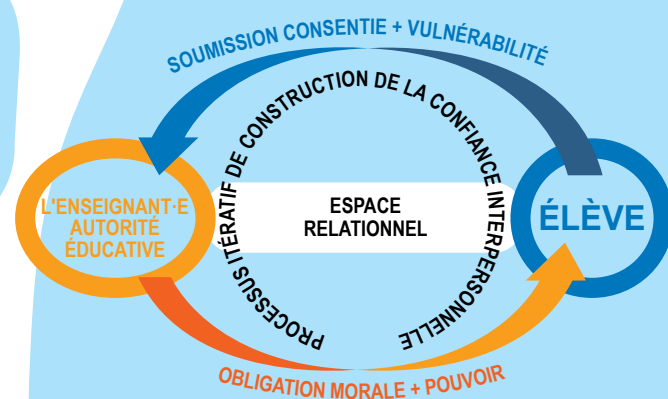 SOUMISSION CONSENTIE + VULNÉRABILITÉ
PROCESSUS ITÉRATIF DE CONSTRUCTION DE LA CONFIANCE INTERPERSONNELLE
L'ENSEIGNANT·E
AUTORITÉ
ÉDUCATIVE
ESPACE
RELATIONNEL
ÉLÈVE
OBLIGATION MORALE + POUVOIR